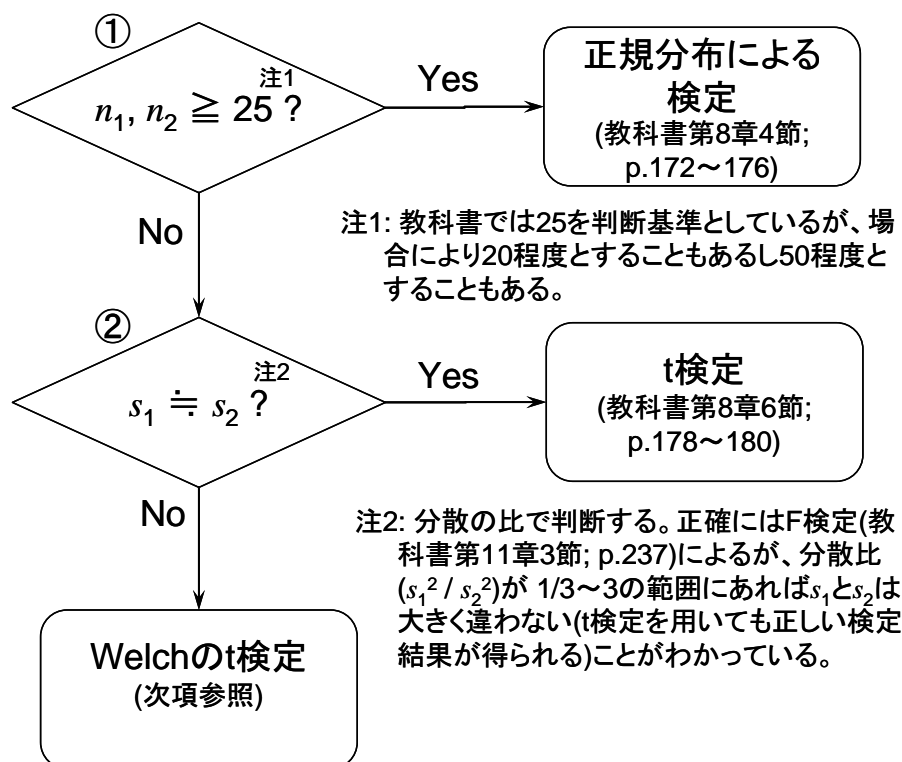 ①
注1
n₁, n₂ ≧ 25 ?
Yes
正規分布による
検定
(教科書第8章4節;
p.172～176)
No
注1: 教科書では25を判断基準としているが、場
合により20程度とすることもあるし50程度と
することもある。
②
注2
s₁ ≒ s₂ ?
Yes
t検定
(教科書第8章6節;
p.178～180)
No
注2: 分散の比で判断する。正確にはF検定(教
科書第11章3節; p.237)によるが、分散比
(s₁² / s₂²)が 1/3～3の範囲にあればs₁とs₂は
大きく違わない(t検定を用いても正しい検定
結果が得られる)ことがわかっている。
Welchのt検定
(次項参照)